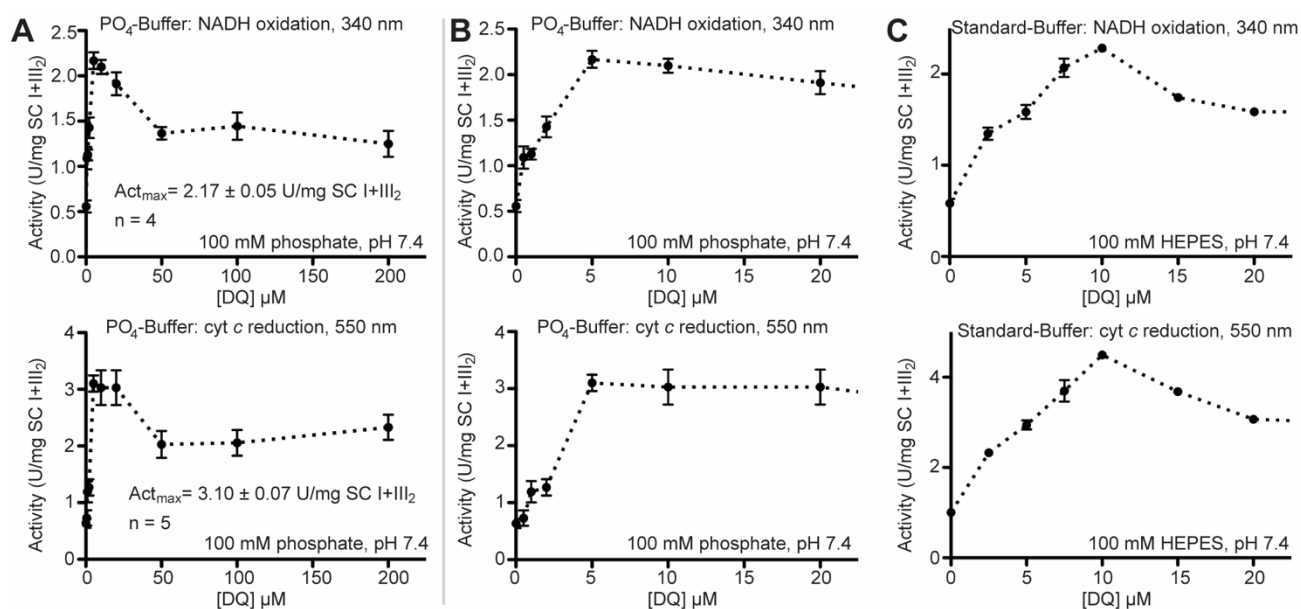 A
PO₄-Buffer: NADH oxidation, 340 nm
Activity (U/mg SC I+III₂)
2.5
2.0
1.5
1.0
0.5
0.0
Actmax= 2.17 ± 0.05 U/mg SC I+III₂
n = 4
100 mM phosphate, pH 7.4
0 50 100 150 200
[DQ] µM
PO₄-Buffer: cyt c reduction, 550 nm
Activity (U/mg SC I+III₂)
4
3
2
1
0
Actmax= 3.10 ± 0.07 U/mg SC I+III₂
n = 5
100 mM phosphate, pH 7.4
0 50 100 150 200
[DQ] µM
B
PO₄-Buffer: NADH oxidation, 340 nm
Activity (U/mg SC I+III₂)
2.5
2.0
1.5
1.0
0.5
0.0
100 mM phosphate, pH 7.4
0 5 10 15 20
[DQ] µM
PO₄-Buffer: cyt c reduction, 550 nm
Activity (U/mg SC I+III₂)
4
3
2
1
0
100 mM phosphate, pH 7.4
0 5 10 15 20
[DQ] µM
C
Standard-Buffer: NADH oxidation, 340 nm
Activity (U/mg SC I+III₂)
2
1
0
100 mM HEPES, pH 7.4
0 5 10 15 20
[DQ] µM
Standard-Buffer: cyt c reduction, 550 nm
Activity (U/mg SC I+III₂)
4
2
0
100 mM HEPES, pH 7.4
0 5 10 15 20
[DQ] µM